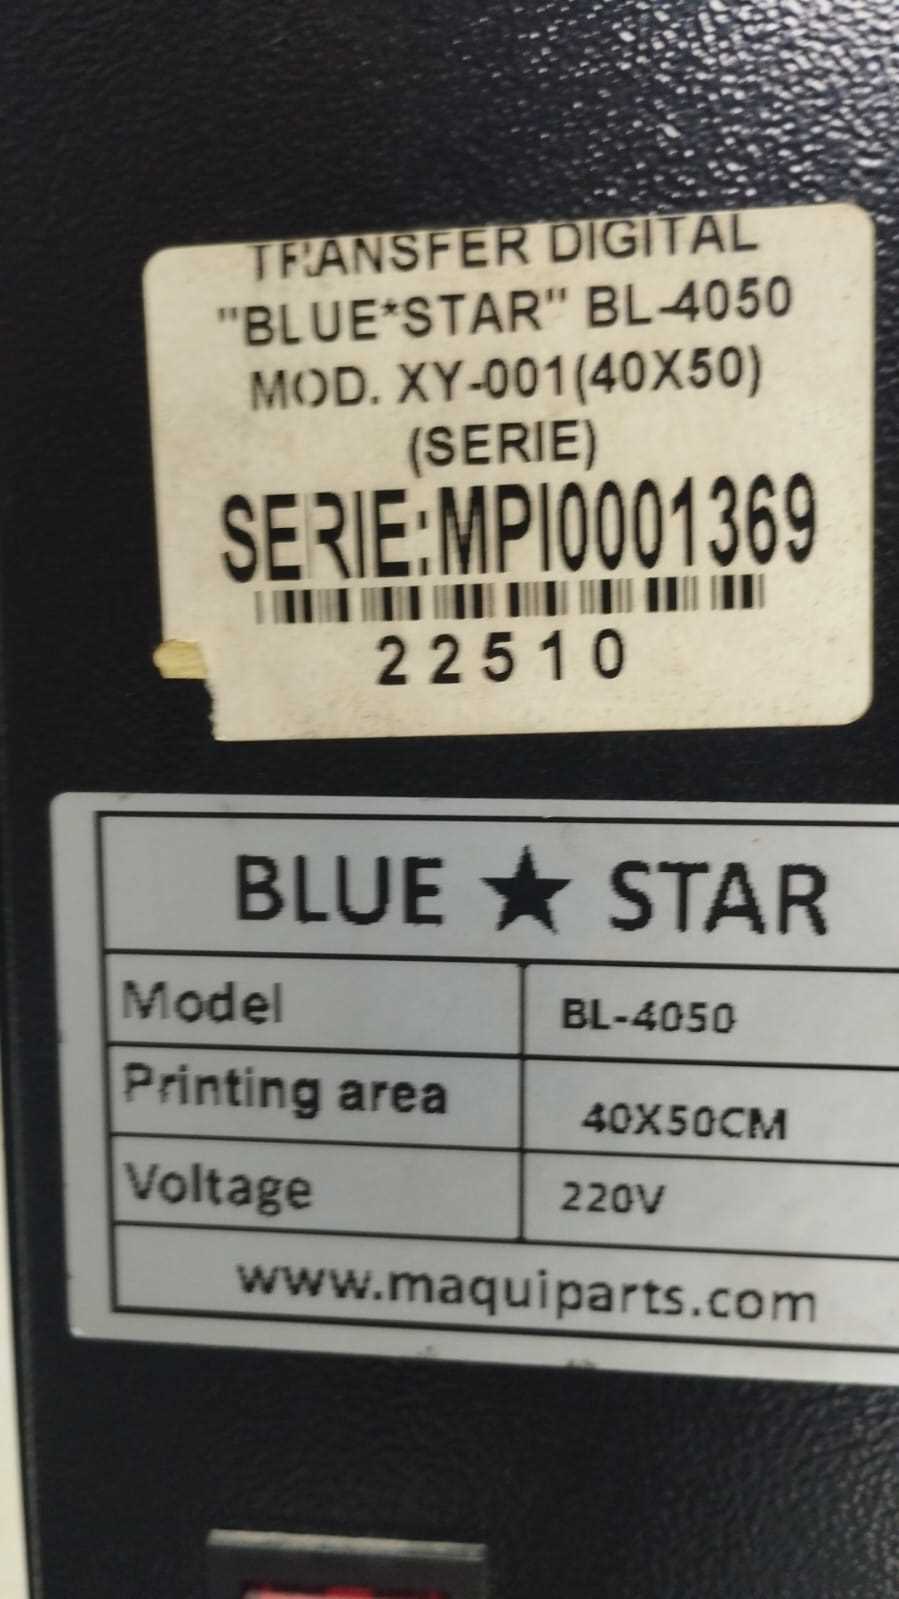 TRANSFER DIGITAL
"BLUE*STAR" BL-4050
MOD. XY-001(40X50)
(SERIE)
SERIE:MPI0001369
22510
BLUE ★ STAR
Model BL-4050
Printing area 40X50CM
Voltage 220V
www.maquiparts.com